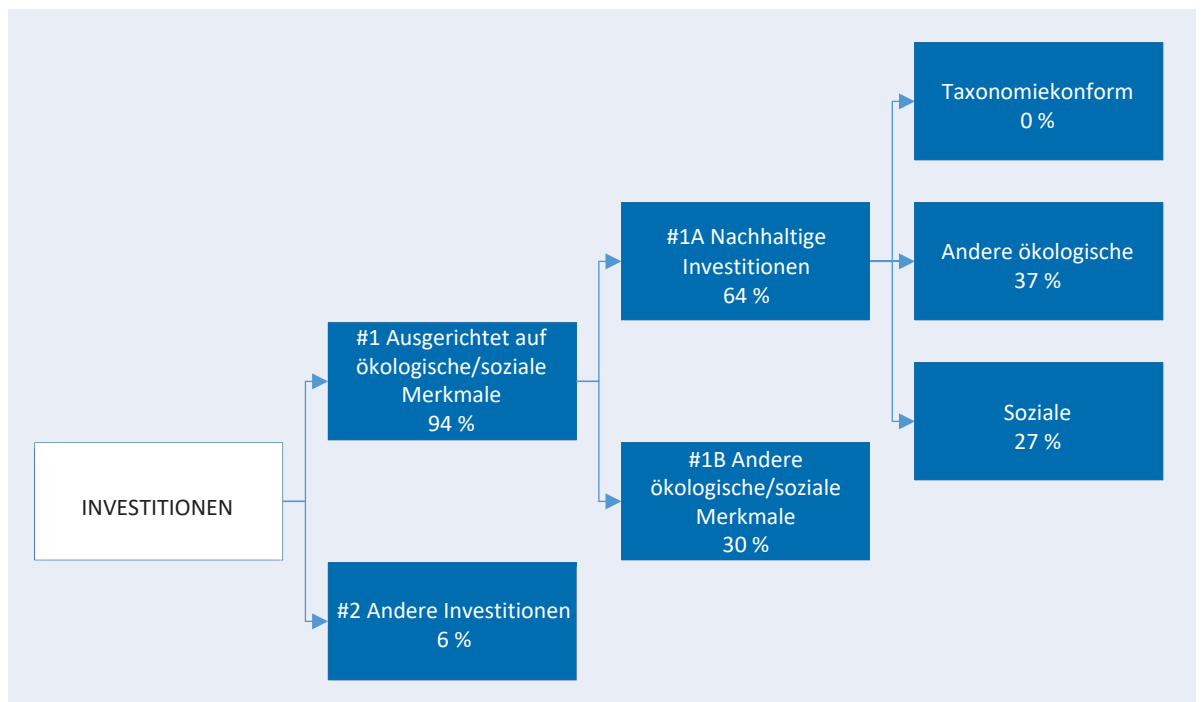 INVESTITIONEN
#1 Ausgerichtet auf
ökologische/soziale
Merkmale
94 %
#2 Andere Investitionen
6 %
#1A Nachhaltige
Investitionen
64 %
#1B Andere
ökologische/soziale
Merkmale
30 %
Taxonomiekonform
0 %
Andere ökologische
37 %
Soziale
27 %